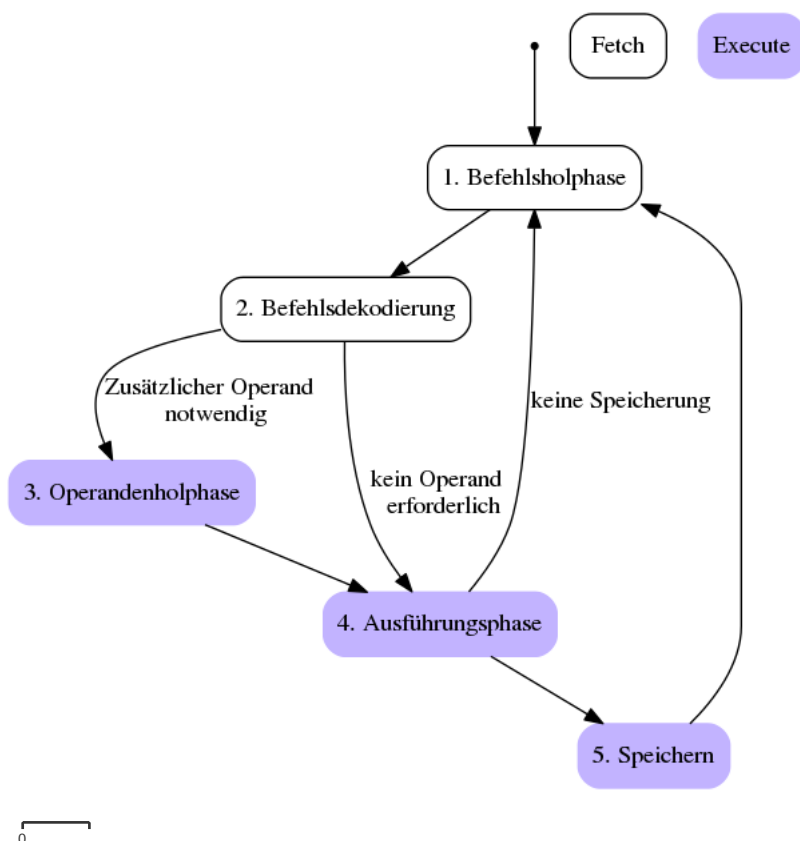 Fetch
Execute
1. Befehlsholphase
2. Befehlsdekodierung
Zusätzlicher Operand
notwendig
keine Speicherung
kein Operand
erforderlich
3. Operandenholphase
4. Ausführungsphase
5. Speichern
0